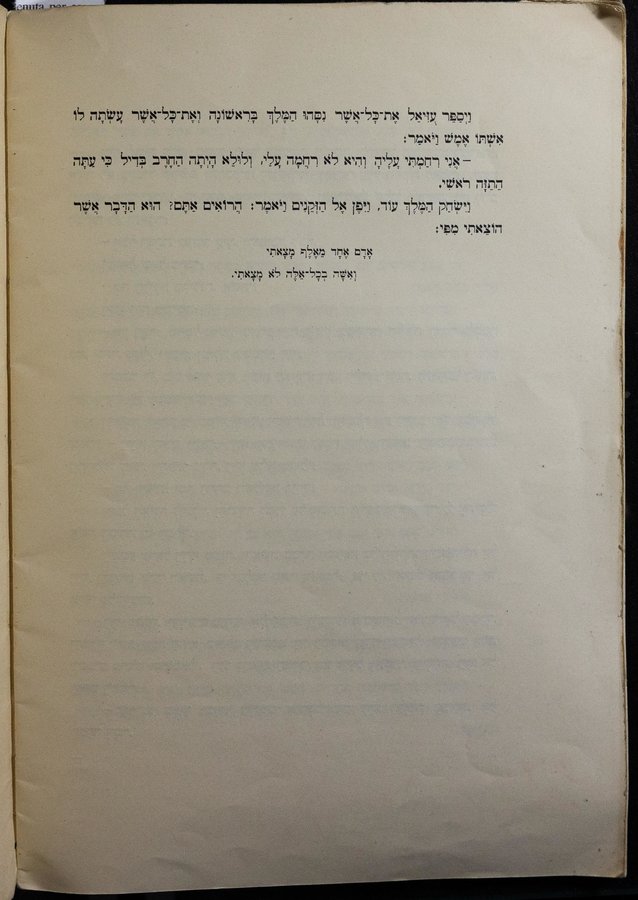 וַיְסַפֵּר עֻזִּיאֵל אֶת־כָּל־אֲשֶׁר נִסָּהוּ הַמֶּלֶךְ בָּרִאשׁוֹנָה וְאֶת־כָּל־אֲשֶׁר עָשְׂתָה לוֹ
אִשְׁתּוֹ אֶמֶשׁ וַיֹּאמַר:
– אֲנִי רִחַמְתִּי עָלֶיהָ וְהִיא לֹא רִחֲמָה עָלַי, וְלוּלֵא הָיְתָה הַחֶרֶב בְּדִיל כִּי עַתָּה
הֻתַּזָּה רֹאשִׁי.
וַיִּשְׂחַק הַמֶּלֶךְ עוֹד, וַיִּפֶן אֶל הַזְּקֵנִים וַיֹּאמֶר: הֲרוֹאִים אַתֶּם? הוּא הַדָּבָר אֲשֶׁר
הוֹצֵאתִי מִפִּי:
אָדָם אֶחָד מֵאֶלֶף מָצָאתִי
וְאִשָּׁה בְכָל־אֵלֶּה לֹא מָצָאתִי.